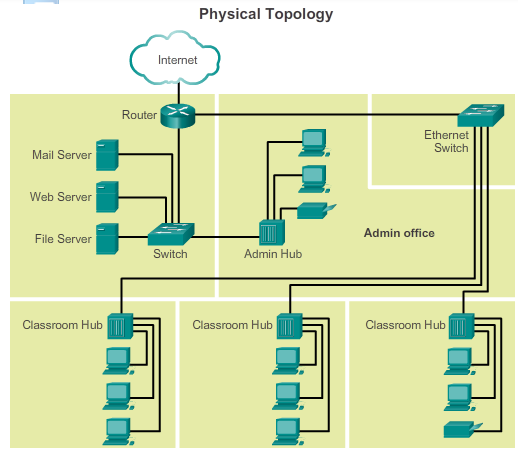 Physical Topology
Internet
Router
Ethernet
Switch
Mail Server
Web Server
File Server
Switch
Admin Hub
Admin office
Classroom Hub
Classroom Hub
Classroom Hub